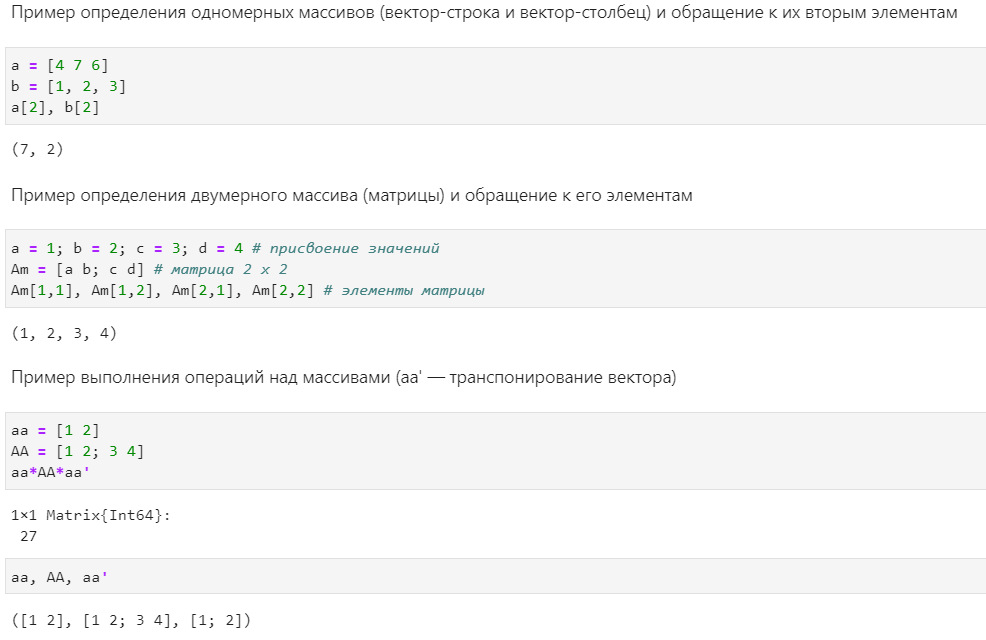 Пример определения одномерных массивов (вектор-строка и вектор-столбец) и обращение к их вторым элементам
a = [4 7 6]
b = [1, 2, 3]
a[2], b[2]
(7, 2)
Пример определения двумерного массива (матрицы) и обращение к его элементам
a = 1; b = 2; c = 3; d = 4 # присвоение значений
Am = [a b; c d] # матрица 2 x 2
Am[1,1], Am[1,2], Am[2,1], Am[2,2] # элементы матрицы
(1, 2, 3, 4)
Пример выполнения операций над массивами (aa' — транспонирование вектора)
aa = [1 2]
AA = [1 2; 3 4]
aa*AA*aa'
1×1 Matrix{Int64}:
 27
aa, AA, aa'
([1 2], [1 2; 3 4], [1; 2])